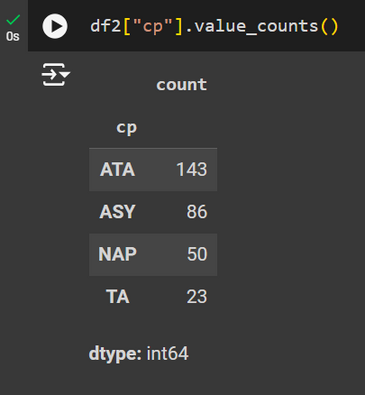 df2["cp"].value_counts()
0s
count
cp
ATA 143
ASY 86
NAP 50
TA 23
dtype: int64